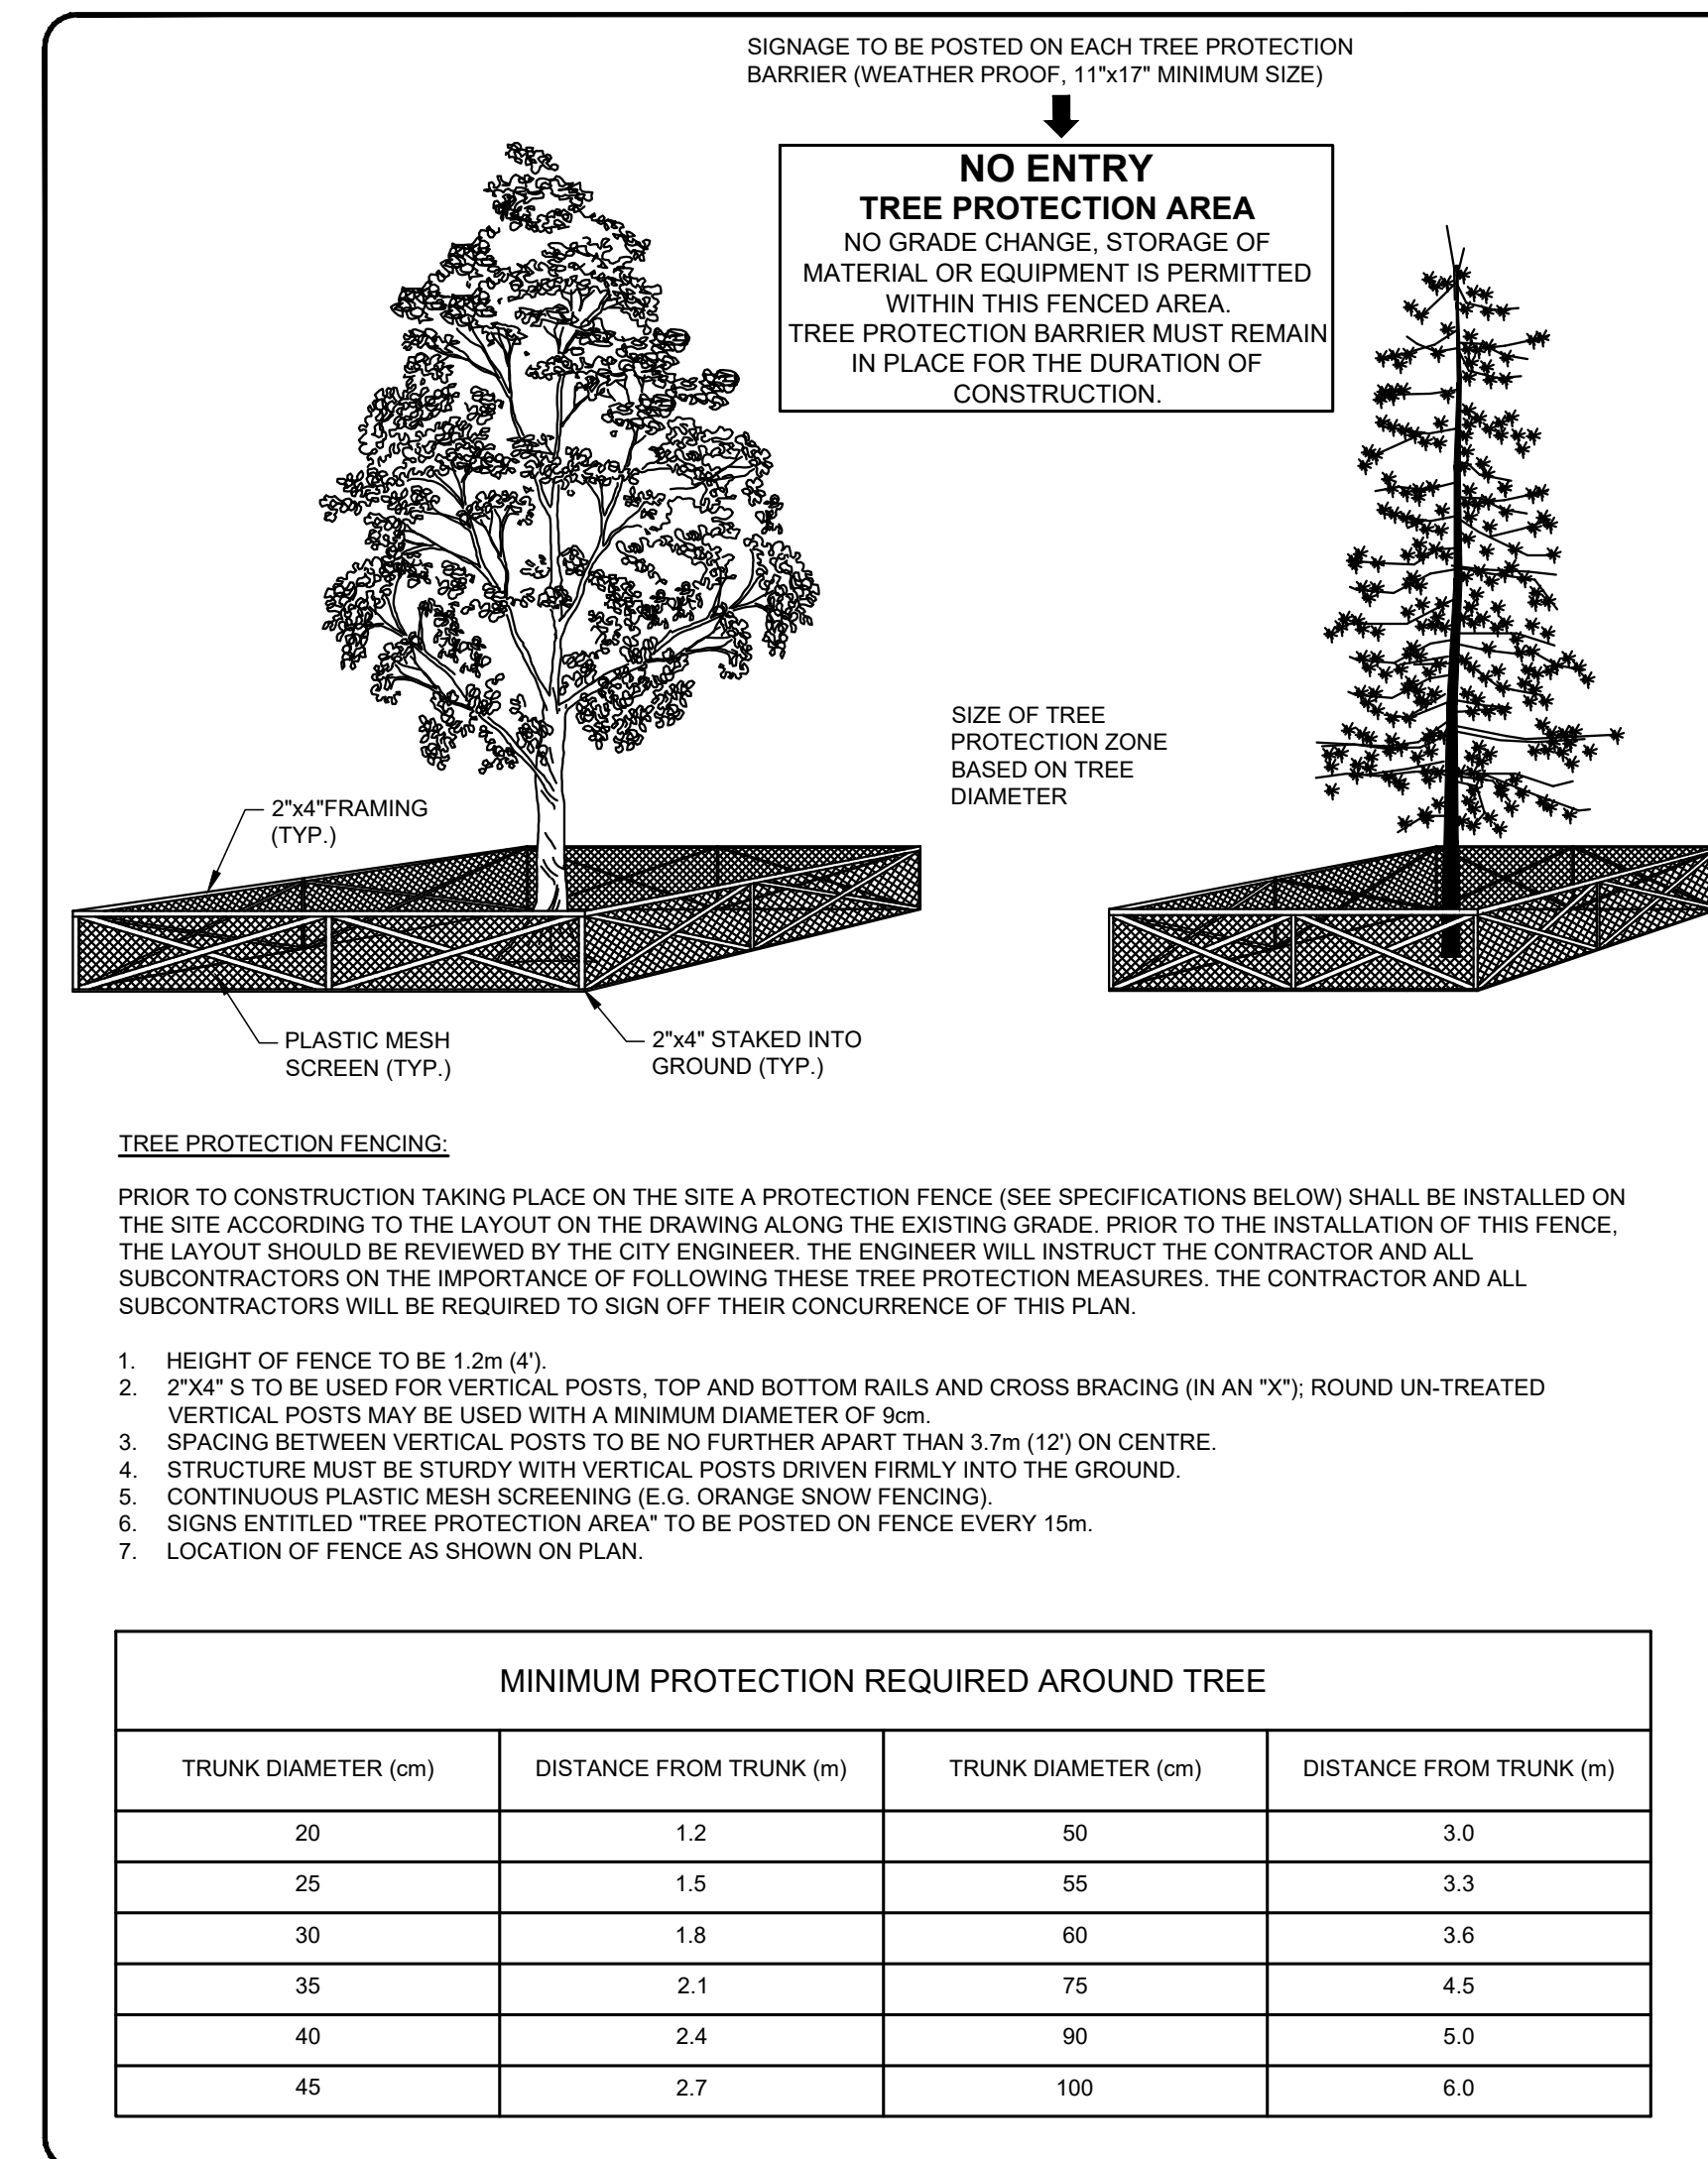 SIGNAGE TO BE POSTED ON EACH TREE PROTECTION
BARRIER (WEATHER PROOF, 11"x17" MINIMUM SIZE)
NO ENTRY
TREE PROTECTION AREA
NO GRADE CHANGE, STORAGE OF
MATERIAL OR EQUIPMENT IS PERMITTED
WITHIN THIS FENCED AREA.
TREE PROTECTION BARRIER MUST REMAIN
IN PLACE FOR THE DURATION OF
CONSTRUCTION.
SIZE OF TREE
PROTECTION ZONE
BASED ON TREE
DIAMETER
2"x4"FRAMING
(TYP.)
PLASTIC MESH
SCREEN (TYP.)
2"x4" STAKED INTO
GROUND (TYP.)
TREE PROTECTION FENCING:
PRIOR TO CONSTRUCTION TAKING PLACE ON THE SITE A PROTECTION FENCE (SEE SPECIFICATIONS BELOW) SHALL BE INSTALLED ON
THE SITE ACCORDING TO THE LAYOUT ON THE DRAWING ALONG THE EXISTING GRADE. PRIOR TO THE INSTALLATION OF THIS FENCE,
THE LAYOUT SHOULD BE REVIEWED BY THE CITY ENGINEER. THE ENGINEER WILL INSTRUCT THE CONTRACTOR AND ALL
SUBCONTRACTORS ON THE IMPORTANCE OF FOLLOWING THESE TREE PROTECTION MEASURES. THE CONTRACTOR AND ALL
SUBCONTRACTORS WILL BE REQUIRED TO SIGN OFF THEIR CONCURRENCE OF THIS PLAN.
1. HEIGHT OF FENCE TO BE 1.2m (4').
2. 2"X4" S TO BE USED FOR VERTICAL POSTS, TOP AND BOTTOM RAILS AND CROSS BRACING (IN AN "X"); ROUND UN-TREATED
VERTICAL POSTS MAY BE USED WITH A MINIMUM DIAMETER OF 9cm.
3. SPACING BETWEEN VERTICAL POSTS TO BE NO FURTHER APART THAN 3.7m (12') ON CENTRE.
4. STRUCTURE MUST BE STURDY WITH VERTICAL POSTS DRIVEN FIRMLY INTO THE GROUND.
5. CONTINUOUS PLASTIC MESH SCREENING (E.G. ORANGE SNOW FENCING).
6. SIGNS ENTITLED "TREE PROTECTION AREA" TO BE POSTED ON FENCE EVERY 15m.
7. LOCATION OF FENCE AS SHOWN ON PLAN.
MINIMUM PROTECTION REQUIRED AROUND TREE
TRUNK DIAMETER (cm) DISTANCE FROM TRUNK (m) TRUNK DIAMETER (cm) DISTANCE FROM TRUNK (m)
20 1.2 50 3.0
25 1.5 55 3.3
30 1.8 60 3.6
35 2.1 75 4.5
40 2.4 90 5.0
45 2.7 100 6.0